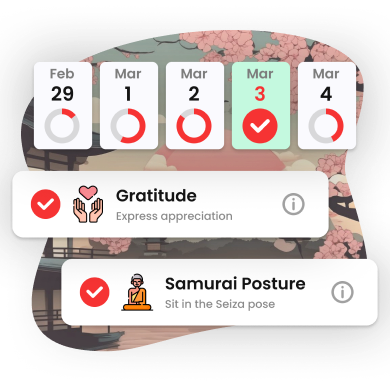 Feb Mar Mar Mar Mar
29 1 2 3 4
Gratitude
Express appreciation
Samurai Posture
Sit in the Seiza pose